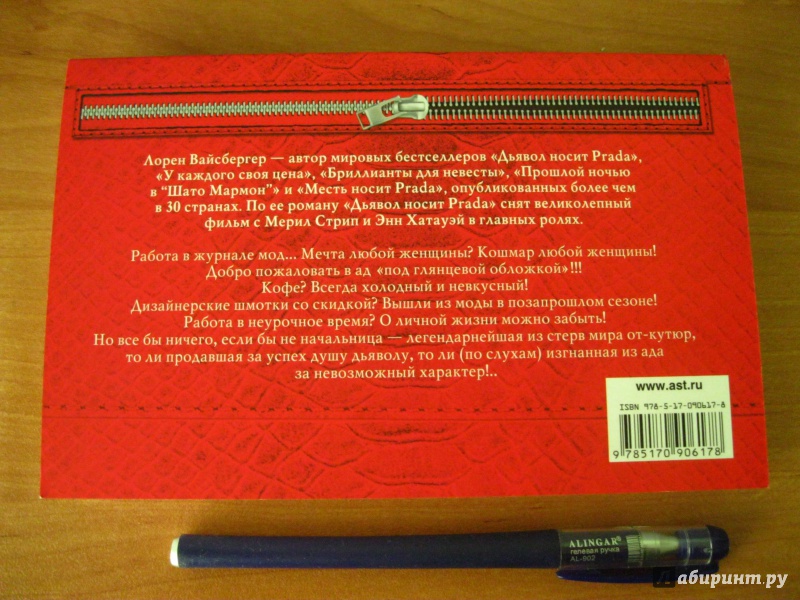 Лорен Вайсбергер — автор мировых бестселлеров «Дьявол носит Prada»,
«У каждого своя цена», «Бриллианты для невесты», «Прошлой ночью
в "Шато Мармон"» и «Месть носит Prada», опубликованных более чем
в 30 странах. По ее роману «Дьявол носит Prada» снят великолепный
фильм с Мерил Стрип и Энн Хатауэй в главных ролях.
Работа в журнале мод... Мечта любой женщины? Кошмар любой женщины!
Добро пожаловать в ад «под глянцевой обложкой»!!!
Кофе? Всегда холодный и невкусный!
Дизайнерские шмотки со скидкой? Вышли из моды в позапрошлом сезоне!
Работа в неурочное время? О личной жизни можно забыть!
Но все бы ничего, если бы не начальница — легендарнейшая из стерв мира от-кутюр,
то ли продавшая за успех душу дьяволу, то ли (по слухам) изгнанная из ада
за невозможный характер!..
www.ast.ru
ISBN 978-5-17-090617-8
9 785170 906178
ALINGAR®
гелевая ручка
AL-902
Лабиринт.ру